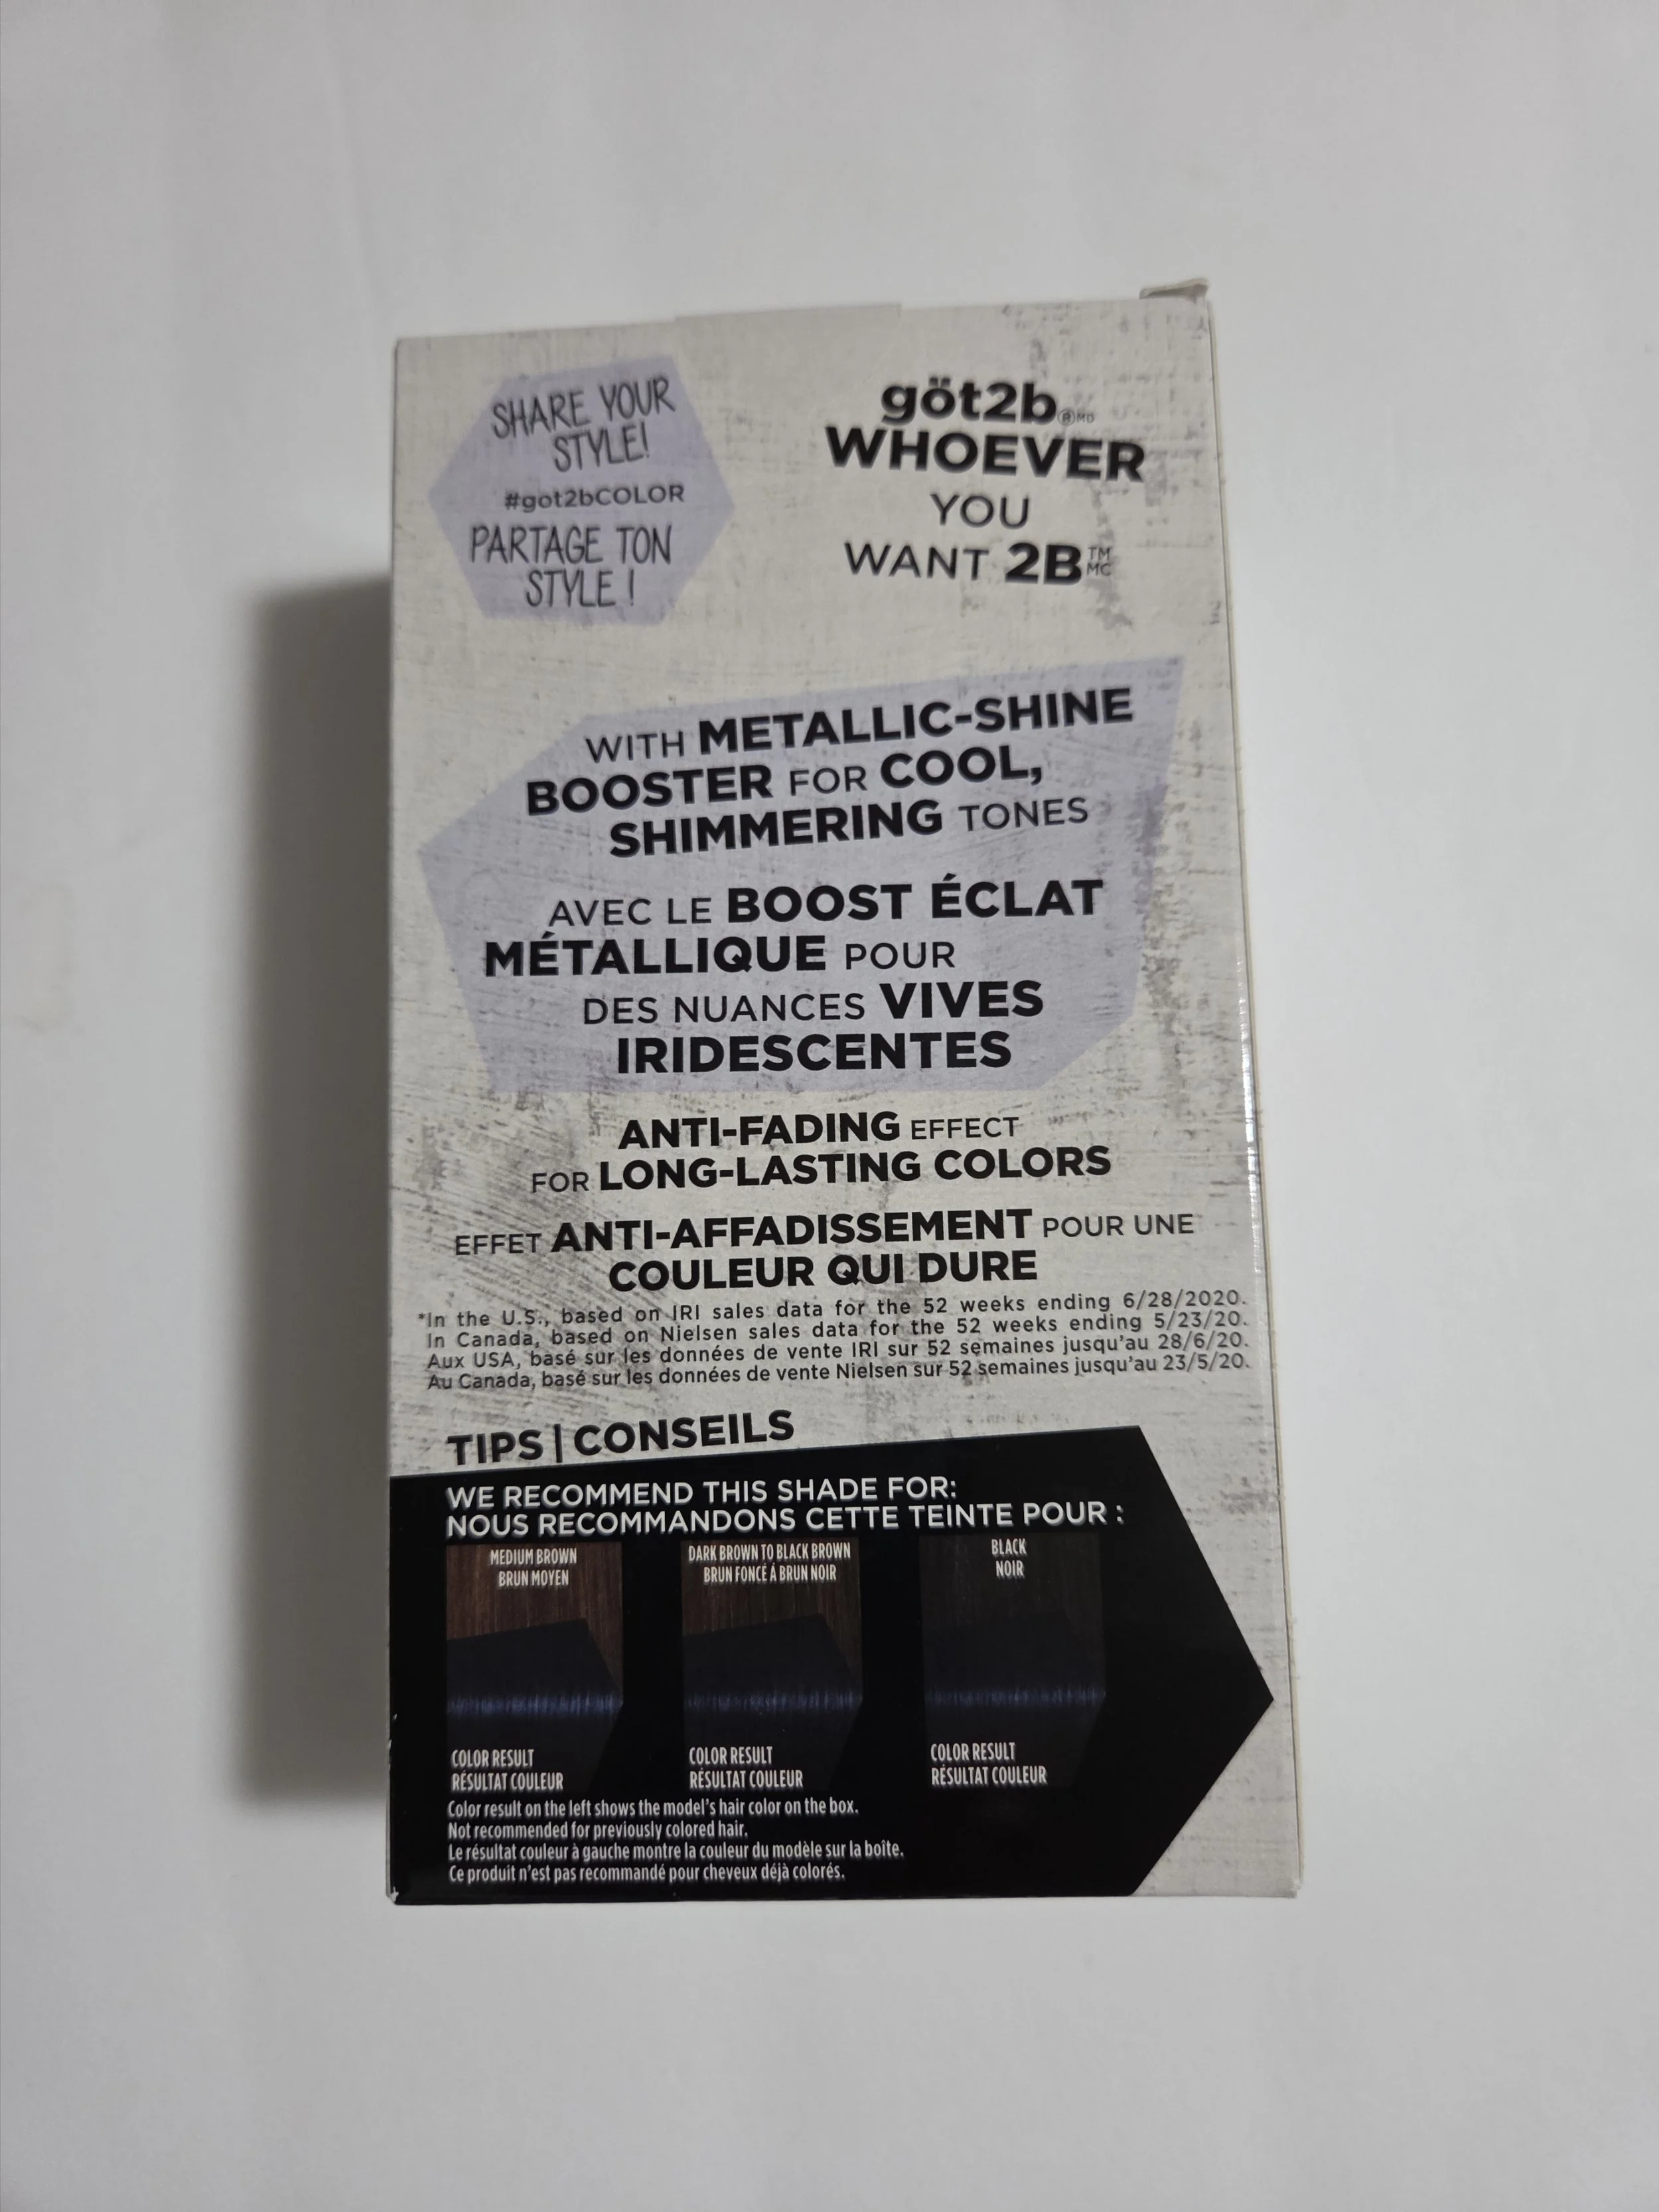 SHARE YOUR
STYLE!
#got2bCOLOR
PARTAGE TON
STYLE !
göt2b®MD
WHOEVER
YOU
WANT 2B™MC
WITH METALLIC-SHINE
BOOSTER FOR COOL,
SHIMMERING TONES
AVEC LE BOOST ÉCLAT
MÉTALLIQUE POUR
DES NUANCES VIVES
IRIDESCENTES
ANTI-FADING EFFECT
FOR LONG-LASTING COLORS
EFFET ANTI-AFFADISSEMENT POUR UNE
COULEUR QUI DURE
*In the U.S., based on IRI sales data for the 52 weeks ending 6/28/2020.
In Canada, based on Nielsen sales data for the 52 weeks ending 5/23/20.
Aux USA, basé sur les données de vente IRI sur 52 semaines jusqu'au 28/6/20.
Au Canada, basé sur les données de vente Nielsen sur 52 semaines jusqu'au 23/5/20.
TIPS | CONSEILS
WE RECOMMEND THIS SHADE FOR:
NOUS RECOMMANDONS CETTE TEINTE POUR :
MEDIUM BROWN
BRUN MOYEN
COLOR RESULT
RÉSULTAT COULEUR
DARK BROWN TO BLACK BROWN
BRUN FONCÉ À BRUN NOIR
COLOR RESULT
RÉSULTAT COULEUR
BLACK
NOIR
COLOR RESULT
RÉSULTAT COULEUR
Color result on the left shows the model's hair color on the box.
Not recommended for previously colored hair.
Le résultat couleur à gauche montre la couleur du modèle sur la boîte.
Ce produit n'est pas recommandé pour cheveux déjà colorés.